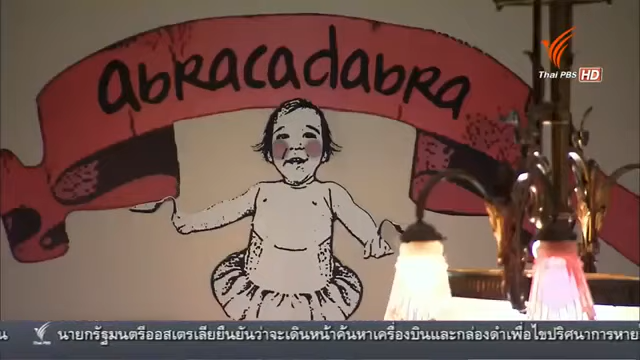 abracadabra
Thai PBS HD
น
นายกรัฐมนตรีออสเตรเลียยืนยันว่าจะเดินหน้าค้นหาเครื่องบินและกล่องดำเพื่อไขปริศนาการหาย